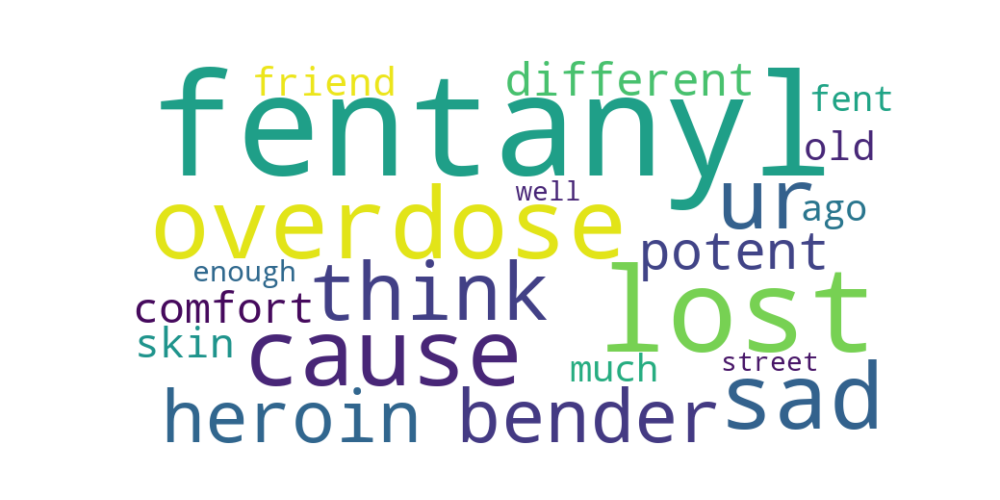 friend different
fentanyl fent
old
well
overdose ur ago
potent
enough think lost
comfort
skin cause much street
heroin bender sad